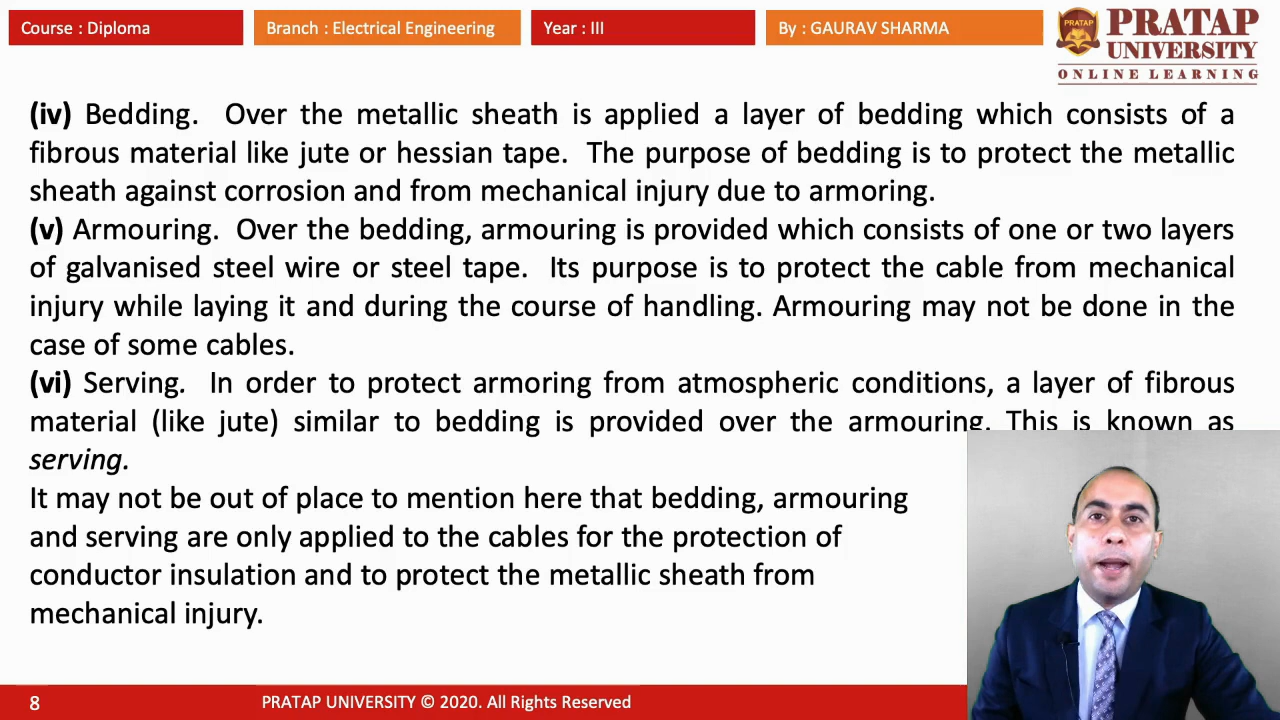 Course : Diploma
Branch : Electrical Engineering
Year : III
By : GAURAV SHARMA
PRATAP
PRATAP
UNIVERSITY
ONLINE LEARNING
(iv) Bedding. Over the metallic sheath is applied a layer of bedding which consists of a
fibrous material like jute or hessian tape. The purpose of bedding is to protect the metallic
sheath against corrosion and from mechanical injury due to armoring.
(v) Armouring. Over the bedding, armouring is provided which consists of one or two layers
of galvanised steel wire or steel tape. Its purpose is to protect the cable from mechanical
injury while laying it and during the course of handling. Armouring may not be done in the
case of some cables.
(vi) Serving. In order to protect armoring from atmospheric conditions, a layer of fibrous
material (like jute) similar to bedding is provided over the armouring. This is known as
serving.
It may not be out of place to mention here that bedding, armouring
and serving are only applied to the cables for the protection of
conductor insulation and to protect the metallic sheath from
mechanical injury.
8
PRATAP UNIVERSITY © 2020. All Rights Reserved